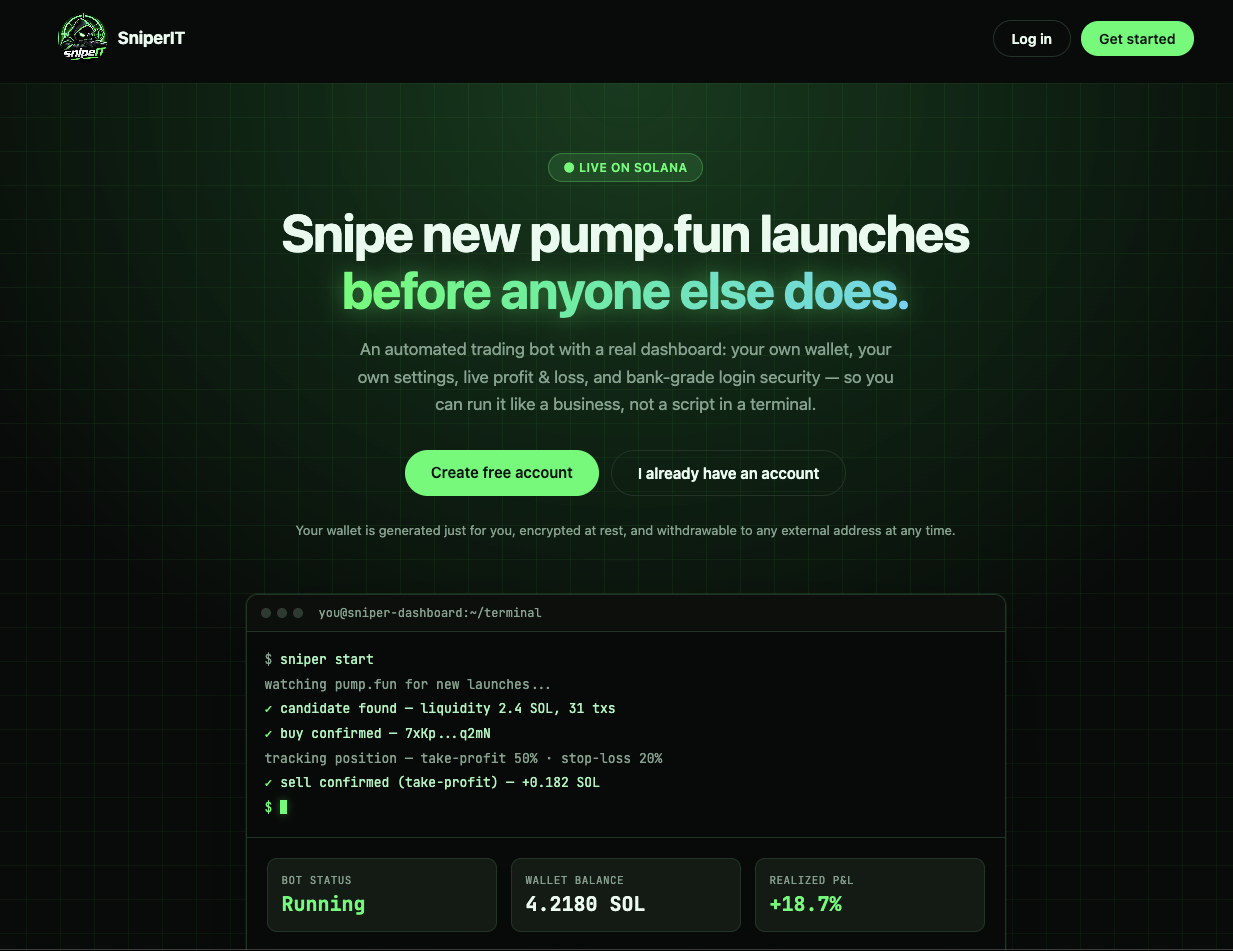 snipeIT
SniperIT
Log in
Get started
LIVE ON SOLANA
Snipe new pump.fun launches
before anyone else does.
An automated trading bot with a real dashboard: your own wallet, your
own settings, live profit & loss, and bank-grade login security — so you
can run it like a business, not a script in a terminal.
Create free account
I already have an account
Your wallet is generated just for you, encrypted at rest, and withdrawable to any external address at any time.
you@sniper-dashboard:~/terminal
$ sniper start
watching pump.fun for new launches...
✓ candidate found — liquidity 2.4 SOL, 31 txs
✓ buy confirmed — 7xKp...q2mN
tracking position — take-profit 50% · stop-loss 20%
✓ sell confirmed (take-profit) — +0.182 SOL
$
BOT STATUS
Running
WALLET BALANCE
4.2180 SOL
REALIZED P&L
+18.7%